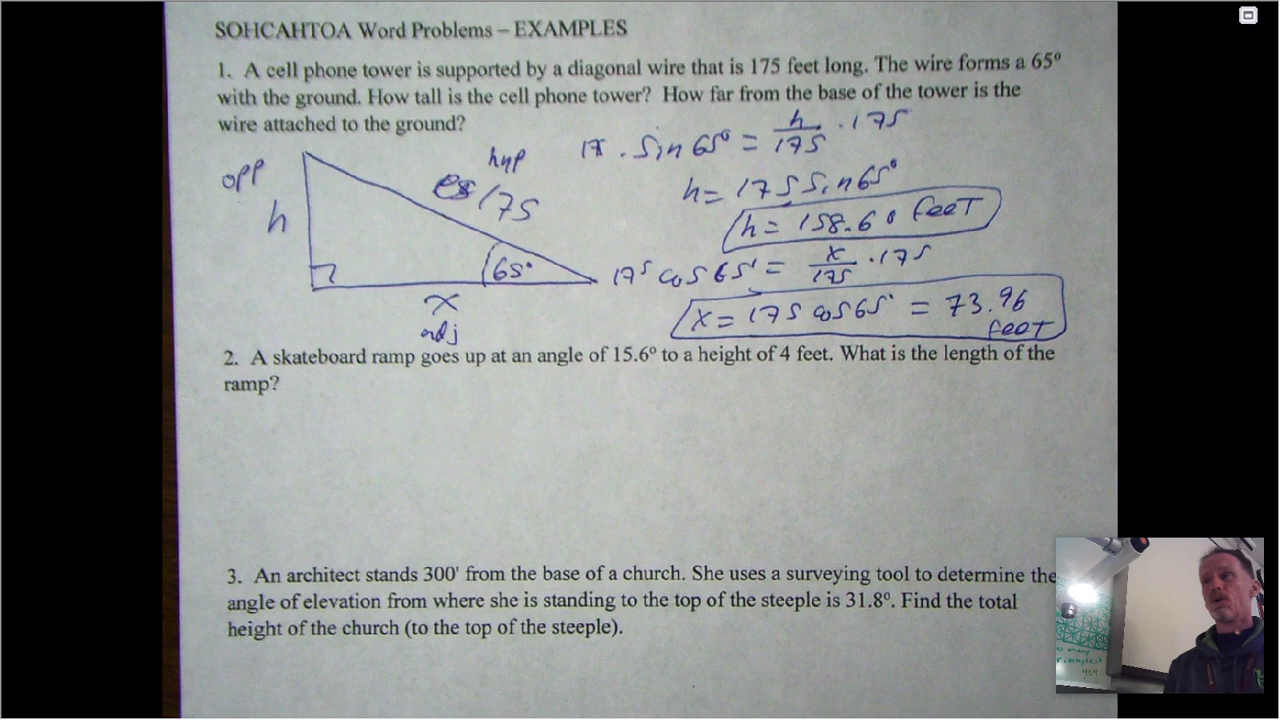 SOHCAHTOA Word Problems – EXAMPLES
1. A cell phone tower is supported by a diagonal wire that is 175 feet long. The wire forms a 65º
with the ground. How tall is the cell phone tower? How far from the base of the tower is the
wire attached to the ground?
opp
h
hyp
175
65°
x
adj
17 . sin 65° = h/175 · 175
h = 175 sin 65°
h = 158.60 feet
175 cos 65° = x/175 · 175
x = 175 cos 65° = 73.96
feet
2. A skateboard ramp goes up at an angle of 15.6º to a height of 4 feet. What is the length of the
ramp?
3. An architect stands 300' from the base of a church. She uses a surveying tool to determine the
angle of elevation from where she is standing to the top of the steeple is 31.8º. Find the total
height of the church (to the top of the steeple).